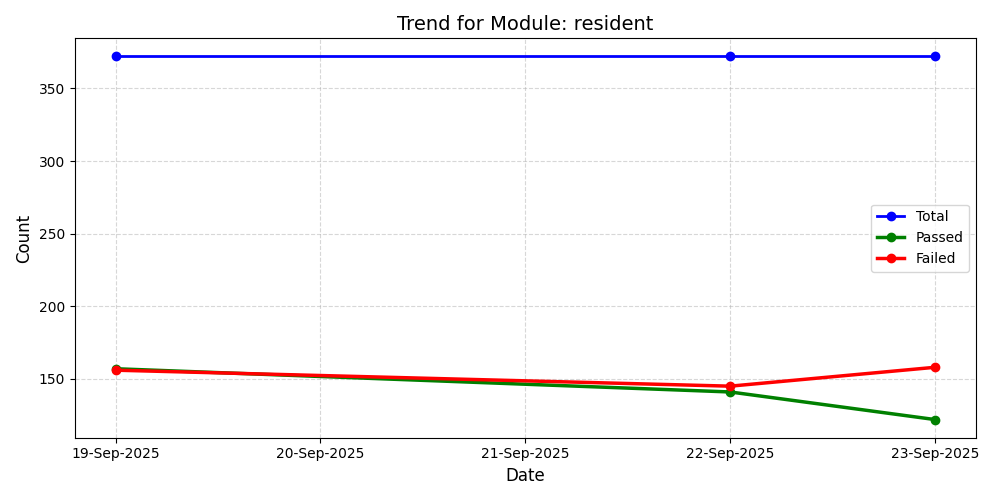 Trend for Module: resident
Count
350
300
250
200
150
Total
Passed
Failed
19-Sep-2025
20-Sep-2025
21-Sep-2025
22-Sep-2025
23-Sep-2025
Date